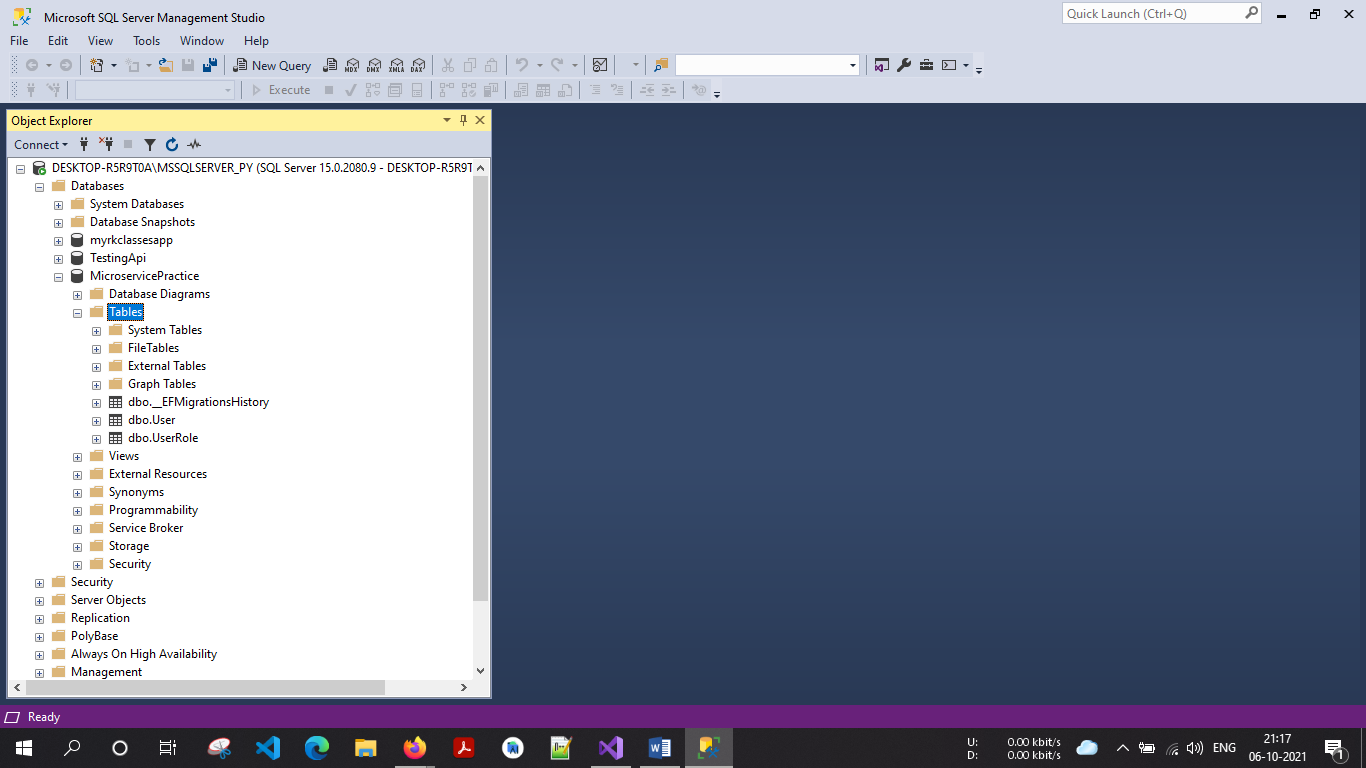 Microsoft SQL Server Management Studio
Quick Launch (Ctrl+Q)
File Edit View Tools Window Help
New Query MDX DMX XMLA DAX
Execute
Object Explorer
Connect
DESKTOP-R5R9T0A\MSSQLSERVER_PY (SQL Server 15.0.2080.9 - DESKTOP-R5R9T
Databases
System Databases
Database Snapshots
myrkclassesapp
TestingApi
MicroservicePractice
Database Diagrams
Tables
System Tables
FileTables
External Tables
Graph Tables
dbo.__EFMigrationsHistory
dbo.User
dbo.UserRole
Views
External Resources
Synonyms
Programmability
Service Broker
Storage
Security
Security
Server Objects
Replication
PolyBase
Always On High Availability
Management
Ready
U: 0.00 kbit/s
D: 0.00 kbit/s
ENG
21:17
06-10-2021
1